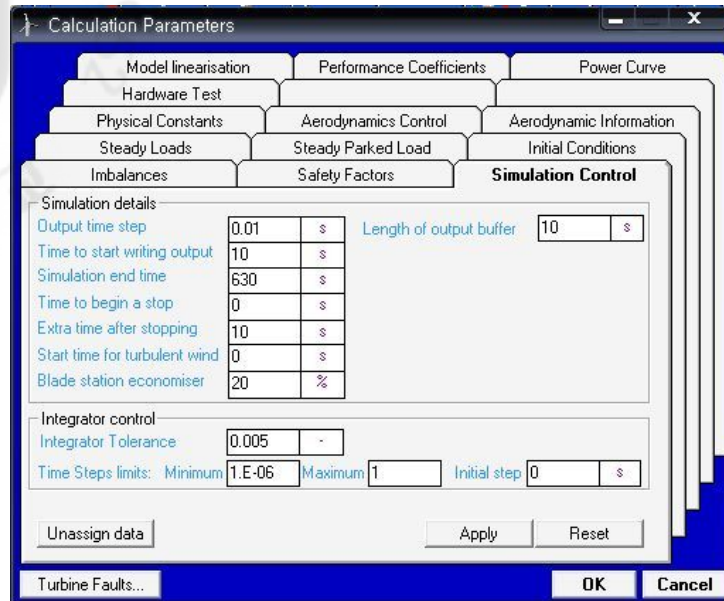 Calculation Parameters
Model linearisation Performance Coefficients Power Curve
Hardware Test
Physical Constants Aerodynamics Control Aerodynamic Information
Steady Loads Steady Parked Load Initial Conditions
Imbalances Safety Factors Simulation Control
Simulation details
Output time step 0.01 s Length of output buffer 10 s
Time to start writing output 10 s
Simulation end time 630 s
Time to begin a stop 0 s
Extra time after stopping 10 s
Start time for turbulent wind 0 s
Blade station economiser 20 %
Integrator control
Integrator Tolerance 0.005 -
Time Steps limits: Minimum 1.E-06 Maximum 1 Initial step 0 s
Unassign data Apply Reset
Turbine Faults... OK Cancel